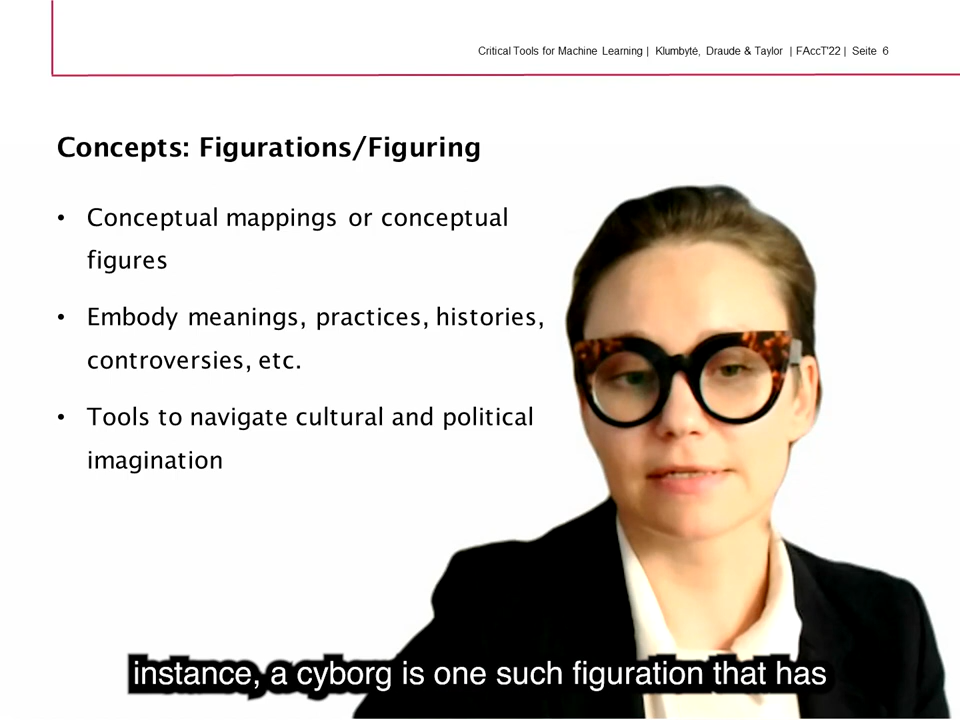 Critical Tools for Machine Learning | Klumbytė, Draude & Taylor | FAccT'22 | Seite 6
Concepts: Figurations/Figuring
• Conceptual mappings or conceptual
figures
• Embody meanings, practices, histories,
controversies, etc.
• Tools to navigate cultural and political
imagination
instance, a cyborg is one such figuration that has